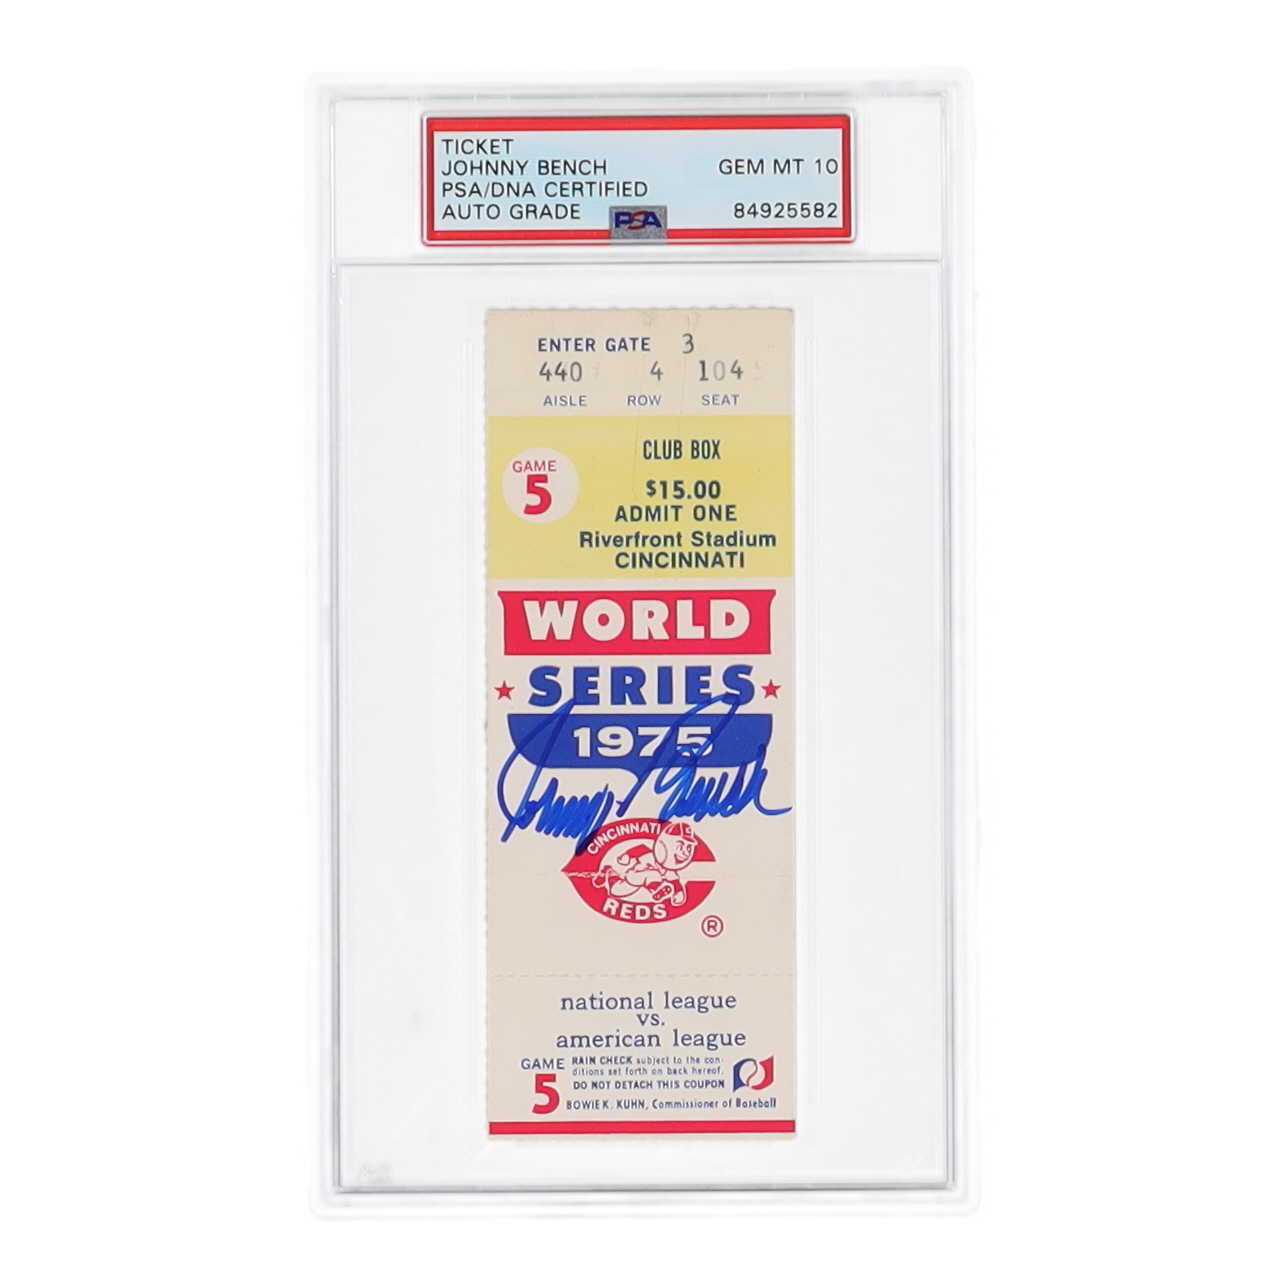 TICKET
JOHNNY BENCH
PSA/DNA CERTIFIED
AUTO GRADE
GEM MT 10
84925582
PSA
ENTER GATE 3
440 4 104
AISLE ROW SEAT
GAME
5
CLUB BOX
$15.00
ADMIT ONE
Riverfront Stadium
CINCINNATI
WORLD
SERIES
1975
Johnny Bench
CINCINNATI
REDS
®
national league
vs.
american league
GAME
5
RAIN CHECK subject to the con-
ditions set forth on back hereof.
DO NOT DETACH THIS COUPON
BOWIE K. KUHN, Commissioner of Baseball